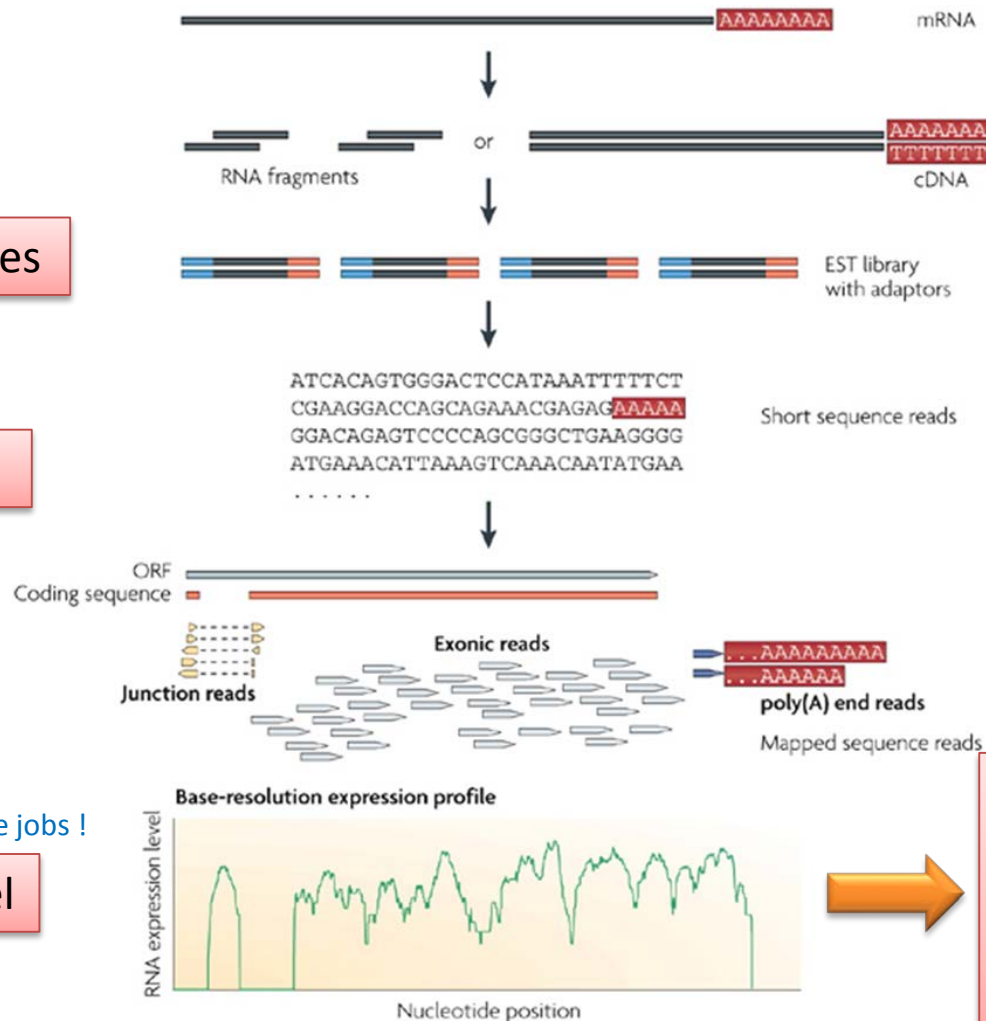 AAAAAAAA
mRNA
or
AAAAAAA
TTTTTTT
RNA fragments
cDNA
es
EST library
with adaptors
ATCACAGTGGGACTCCATAAATTTTTCT
CGAAGGACCAGCAGAAACGAGAGAAAAA
GGACAGAGTCCCCAGCGGGCTGAAGGGG
ATGAAACATTAAAGTCAAACAATATGAA
. . . . . .
Short sequence reads
ORF
Coding sequence
Junction reads
Exonic reads
...AAAAAAAAA
...AAAAAA
poly(A) end reads
Mapped sequence reads
e jobs !
el
Base-resolution expression profile
RNA expression level
Nucleotide position